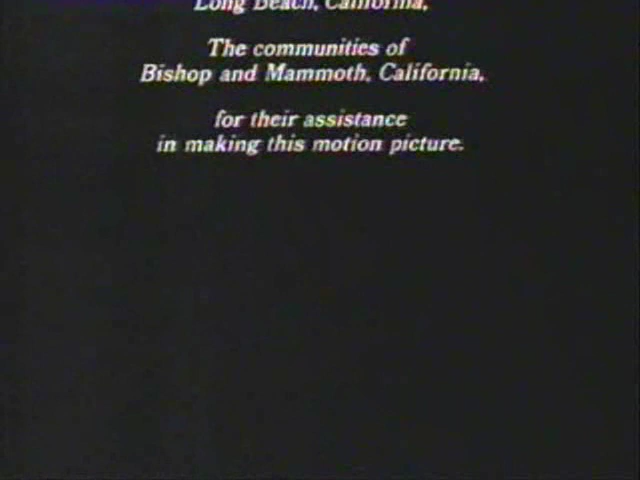 Long Beach, California,
The communities of
Bishop and Mammoth, California,
for their assistance
in making this motion picture.